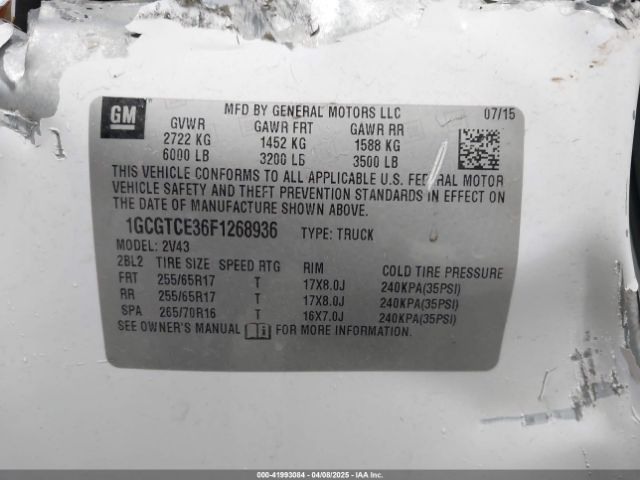 GM
MFD BY GENERAL MOTORS LLC 07/15
GVWR GAWR FRT GAWR RR
2722 KG 1452 KG 1588 KG
6000 LB 3200 LB 3500 LB
THIS VEHICLE CONFORMS TO ALL APPLICABLE U.S. FEDERAL MOTOR
VEHICLE SAFETY AND THEFT PREVENTION STANDARDS IN EFFECT ON
THE DATE OF MANUFACTURE SHOWN ABOVE.
1GCGTCE36F1268936 TYPE: TRUCK
MODEL: 2V43
2BL2 TIRE SIZE SPEED RTG RIM COLD TIRE PRESSURE
FRT 255/65R17 T 17X8.0J 240KPA(35PSI)
RR 255/65R17 T 17X8.0J 240KPA(35PSI)
SPA 265/70R16 T 16X7.0J 240KPA(35PSI)
SEE OWNER'S MANUAL FOR MORE INFORMATION.
000-41993084 - 04/08/2025 - IAAI.COM